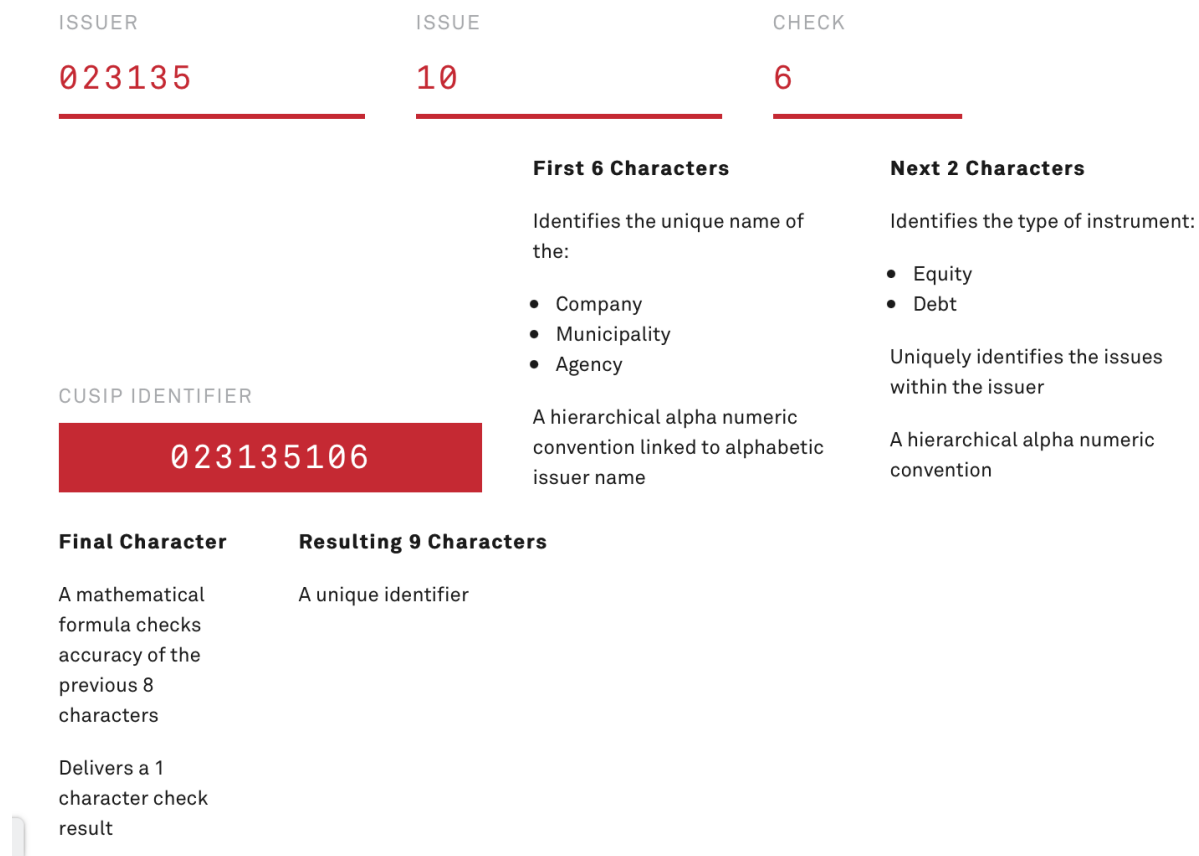 ISSUER
023135
ISSUE
10
CHECK
6
CUSIP IDENTIFIER
023135106
First 6 Characters
Identifies the unique name of
the:
• Company
• Municipality
• Agency
A hierarchical alpha numeric
convention linked to alphabetic
issuer name
Next 2 Characters
Identifies the type of instrument:
• Equity
• Debt
Uniquely identifies the issues
within the issuer
A hierarchical alpha numeric
convention
Final Character
A mathematical
formula checks
accuracy of the
previous 8
characters
Delivers a 1
character check
result
Resulting 9 Characters
A unique identifier